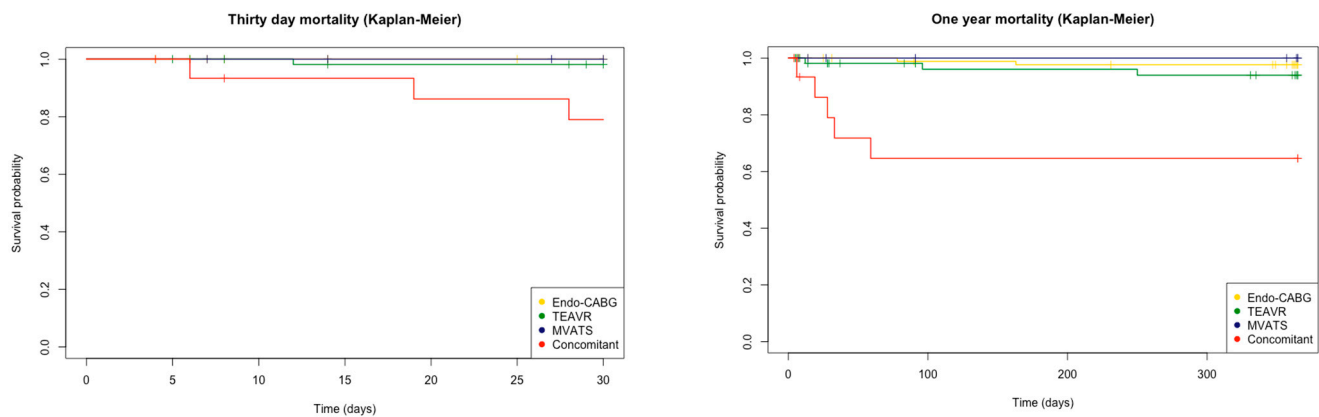 Thirty day mortality (Kaplan-Meier)
Survival probability
1.0
0.8
0.6
0.4
0.2
0.0
Endo-CABG
TEAVR
MVATS
Concomitant
0 5 10 15 20 25 30
Time (days)
One year mortality (Kaplan-Meier)
Survival probability
1.0
0.8
0.6
0.4
0.2
0.0
Endo-CABG
TEAVR
MVATS
Concomitant
0 100 200 300
Time (days)